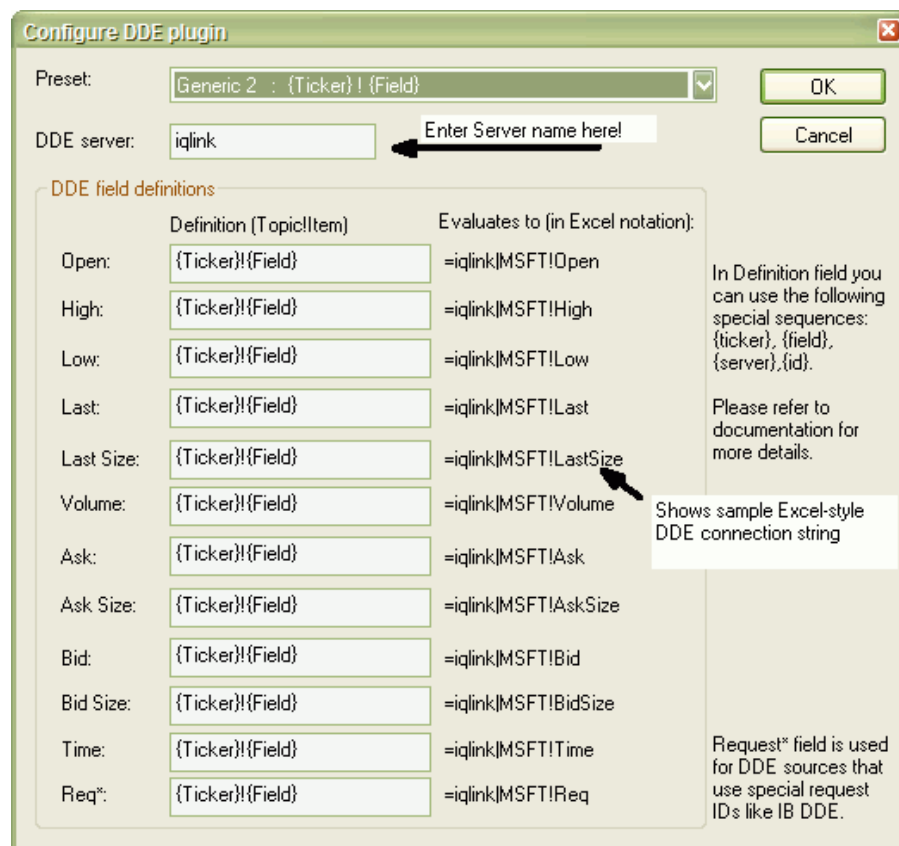 Configure DDE plugin
Preset: Generic 2 : {Ticker} ! {Field} OK
DDE server: iqlink Enter Server name here! Cancel
DDE field definitions
Definition (Topic!Item) Evaluates to (in Excel notation):
Open: {Ticker}!{Field} =iqlink|MSFT!Open
High: {Ticker}!{Field} =iqlink|MSFT!High
Low: {Ticker}!{Field} =iqlink|MSFT!Low
Last: {Ticker}!{Field} =iqlink|MSFT!Last
Last Size: {Ticker}!{Field} =iqlink|MSFT!LastSize
Volume: {Ticker}!{Field} =iqlink|MSFT!Volume
Ask: {Ticker}!{Field} =iqlink|MSFT!Ask
Ask Size: {Ticker}!{Field} =iqlink|MSFT!AskSize
Bid: {Ticker}!{Field} =iqlink|MSFT!Bid
Bid Size: {Ticker}!{Field} =iqlink|MSFT!BidSize
Time: {Ticker}!{Field} =iqlink|MSFT!Time
Req*: {Ticker}!{Field} =iqlink|MSFT!Req
In Definition field you
can use the following
special sequences:
{ticker}, {field},
{server},{id}.
Please refer to
documentation for
more details.
Shows sample Excel-style
DDE connection string
Request* field is used
for DDE sources that
use special request
IDs like IB DDE.